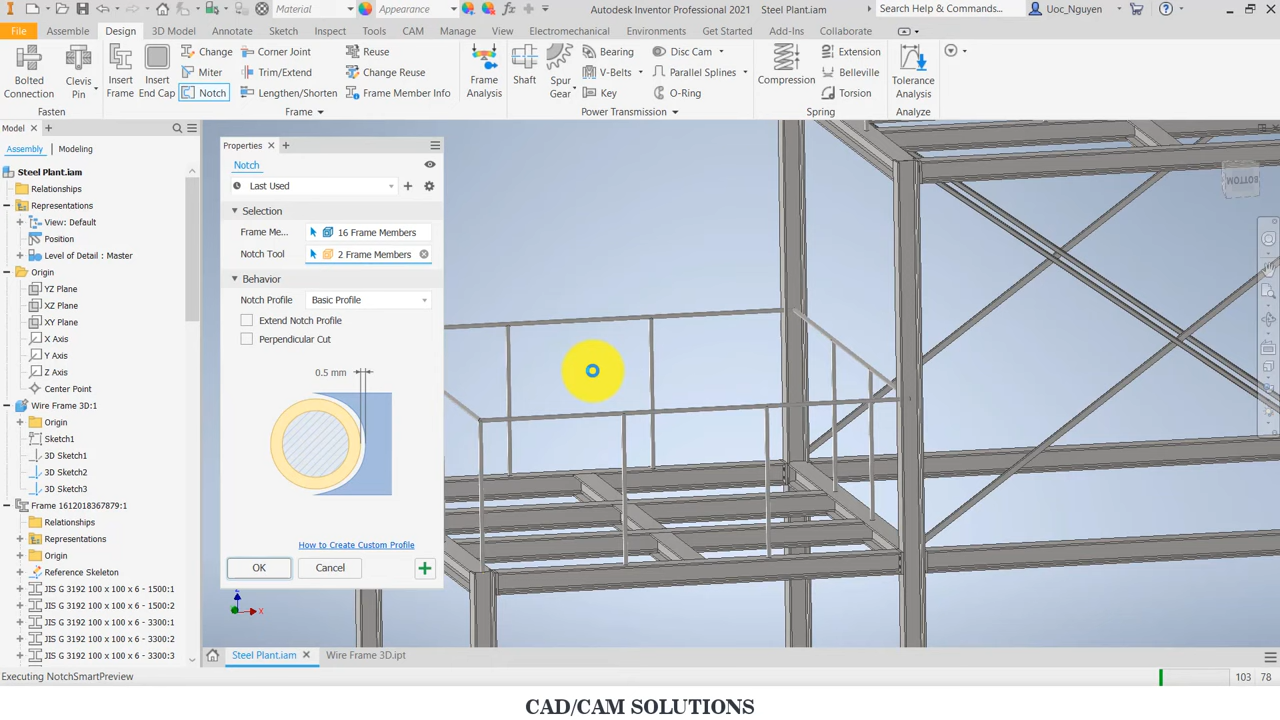 Material
Appearance
Autodesk Inventor Professional 2021 Steel Plant.iam
Search Help & Commands...
Uoc_Nguyen
File Assembly Design 3D Model Annotate Sketch Inspect Tools CAM Manage View Electromechanical Environments Get Started Add-Ins Collaborate
Bolted Connection
Clevis Pin
Insert Frame
Insert End Cap
Change
Miter
Notch
Corner Joint
Trim/Extend
Lengthen/Shorten
Reuse
Change Reuse
Frame Member Info
Frame Analysis
Shaft
Spur Gear
Bearing
V-Belts
Key
Disc Cam
Parallel Splines
O-Ring
Compression
Extension
Belleville
Torsion
Tolerance Analysis
Fasten
Frame
Power Transmission
Spring
Analyze
Model
Assembly Modeling
Steel Plant.iam
Relationships
Representations
View: Default
Position
Level of Detail : Master
Origin
YZ Plane
XZ Plane
XY Plane
X Axis
Y Axis
Z Axis
Center Point
Wire Frame 3D:1
Origin
Sketch1
3D Sketch1
3D Sketch2
3D Sketch3
Frame 1612018367879:1
Relationships
Representations
Origin
Reference Skeleton
JIS G 3192 100 x 100 x 6 - 1500:1
JIS G 3192 100 x 100 x 6 - 1500:2
JIS G 3192 100 x 100 x 6 - 3300:1
JIS G 3192 100 x 100 x 6 - 3300:2
JIS G 3192 100 x 100 x 6 - 3300:3
Properties
Notch
Last Used
Selection
Frame Me... 16 Frame Members
Notch Tool 2 Frame Members
Behavior
Notch Profile Basic Profile
Extend Notch Profile
Perpendicular Cut
0.5 mm
How to Create Custom Profile
OK Cancel
BOTTOM
Z
X
Steel Plant.iam
Wire Frame 3D.ipt
Executing NotchSmartPreview
103 78
CAD/CAM SOLUTIONS